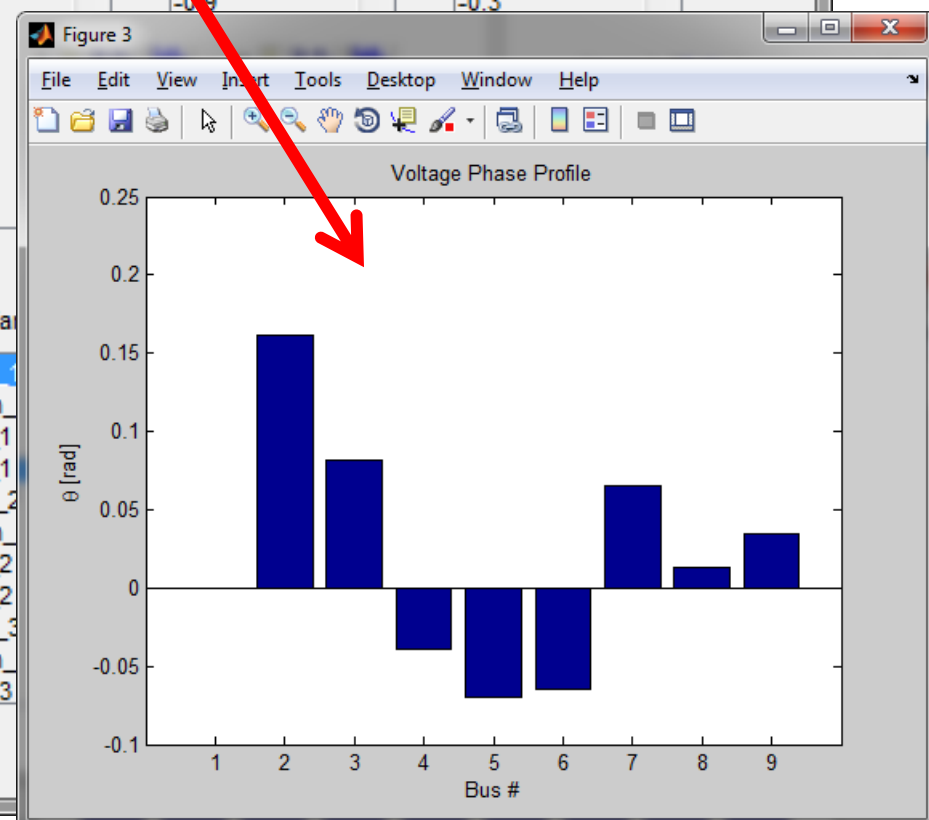 -0.3
Figure 3
File Edit View Insert Tools Desktop Window Help
Voltage Phase Profile
0.25
0.2
0.15
0.1
0.05
0
-0.05
-0.1
θ [rad]
1 2 3 4 5 6 7 8 9
Bus #